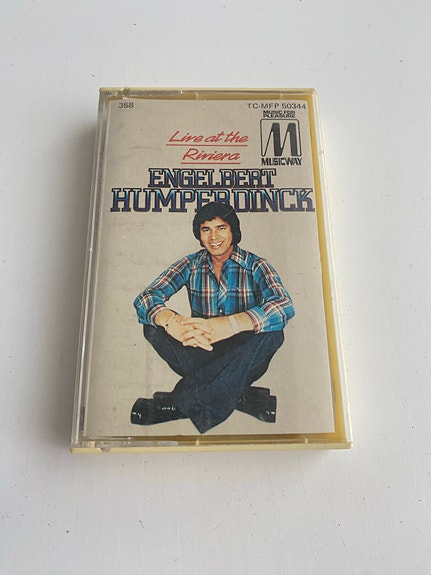 358
TC-MFP 50344
MUSIC FOR
PLEASURE
MUSICWAY
Live at the
Riviera
ENGELBERT
HUMPERDINCK